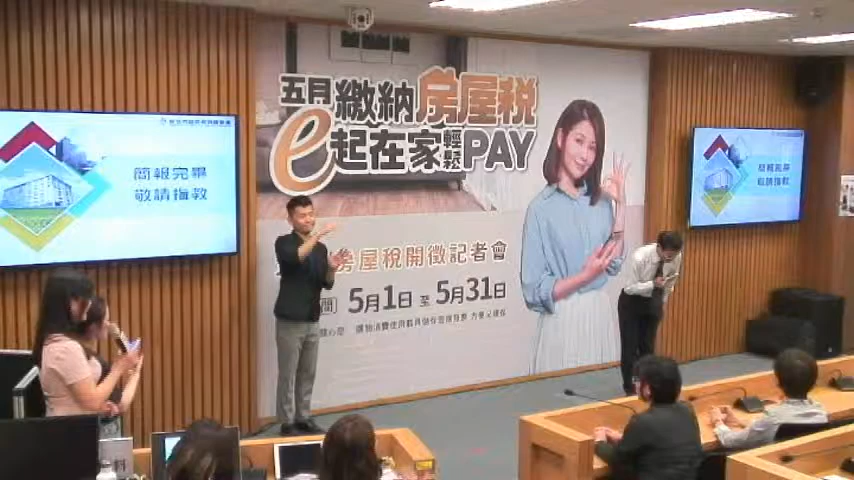 五月繳納房屋稅
e起在家輕鬆PAY
房屋稅開徵記者會
5月1日 至 5月31日
簡報完畢
敬請指教
簡報完畢
敬請指教